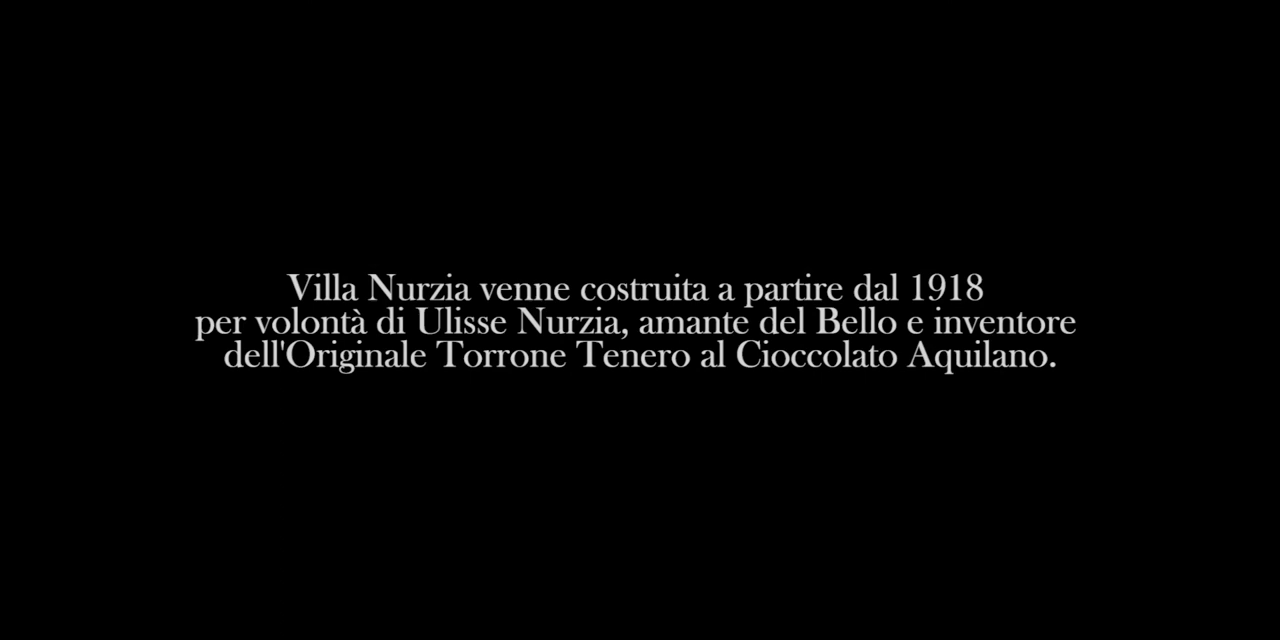 Villa Nurzia venne costruita a partire dal 1918
per volontà di Ulisse Nurzia, amante del Bello e inventore
dell'Originale Torrone Tenero al Cioccolato Aquilano.